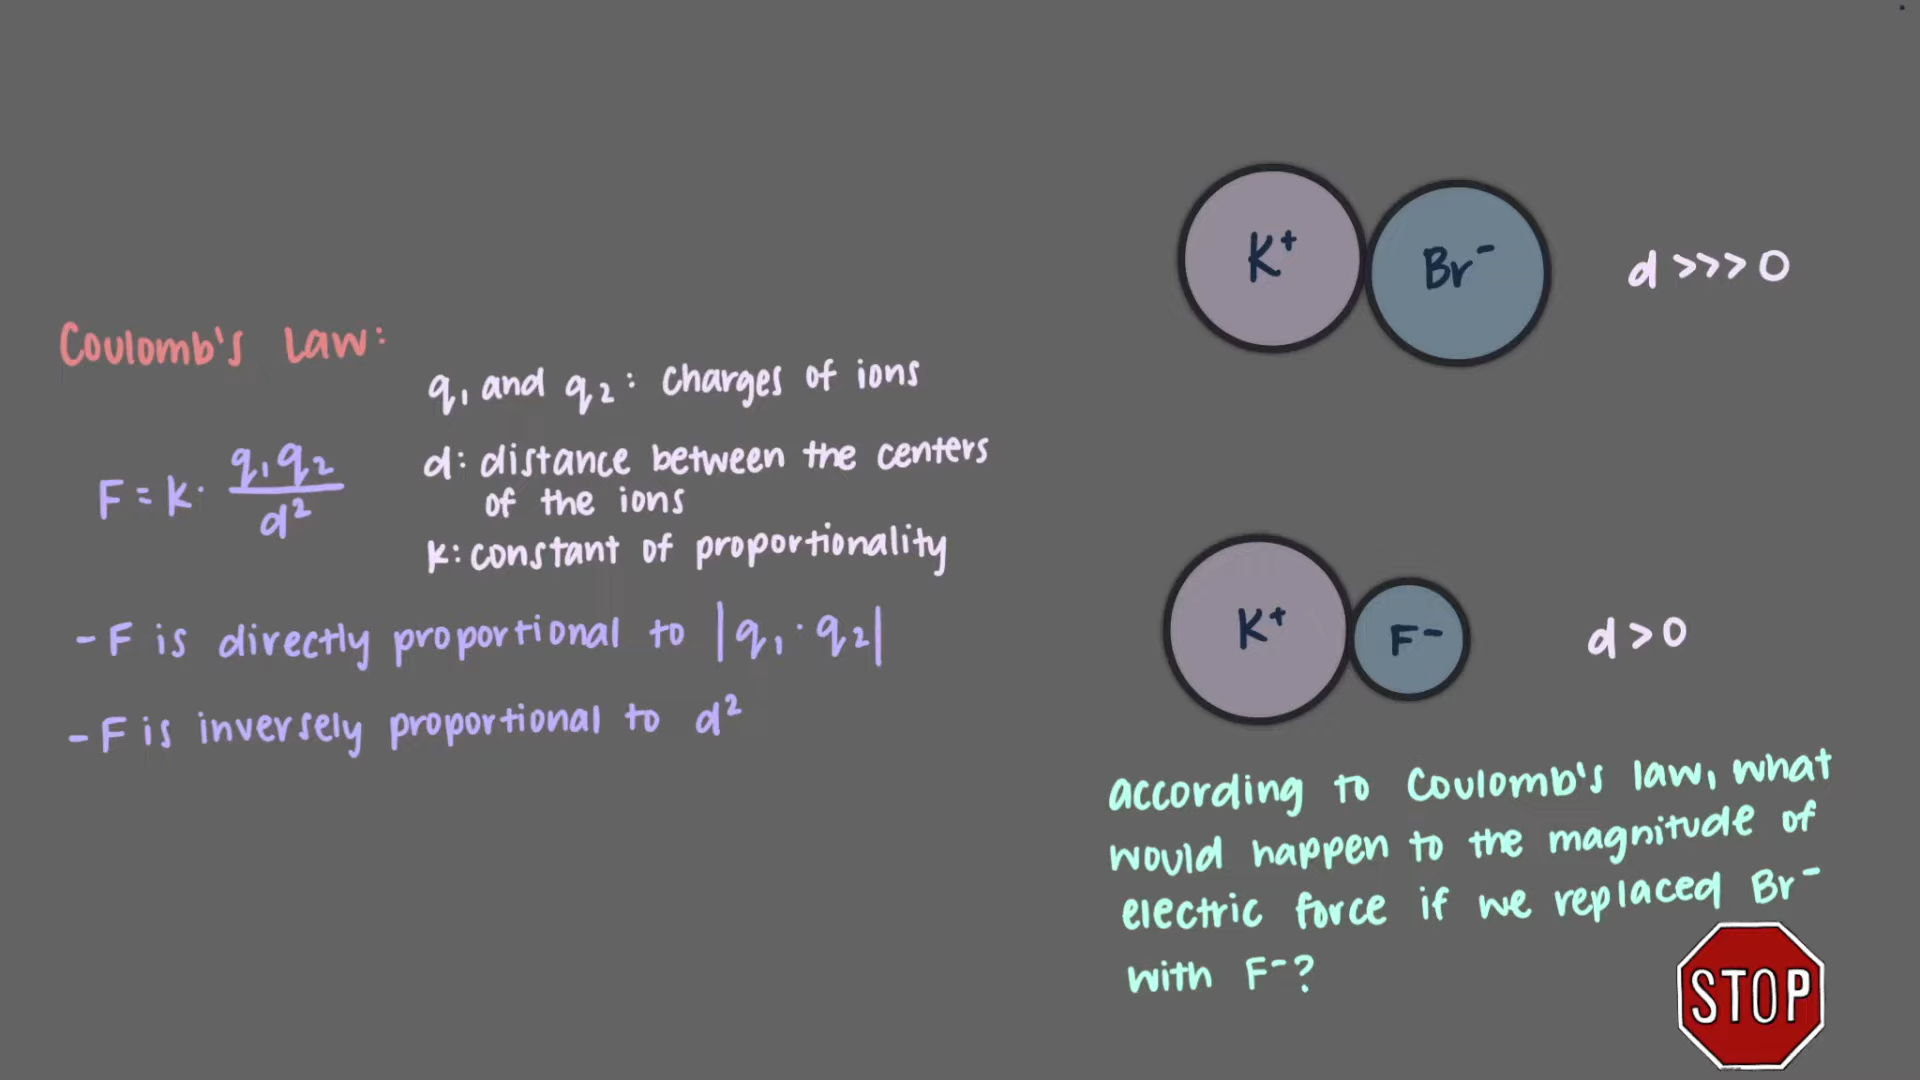 Coulomb's Law:
F = k · q₁q₂ / d²
q₁ and q₂: charges of ions
d: distance between the centers
of the ions
k: constant of proportionality
- F is directly proportional to |q₁ · q₂|
- F is inversely proportional to d²
K⁺ Br⁻ d >>> 0
K⁺ F⁻ d > 0
according to Coulomb's law, what
would happen to the magnitude of
electric force if we replaced Br⁻
with F⁻?
STOP